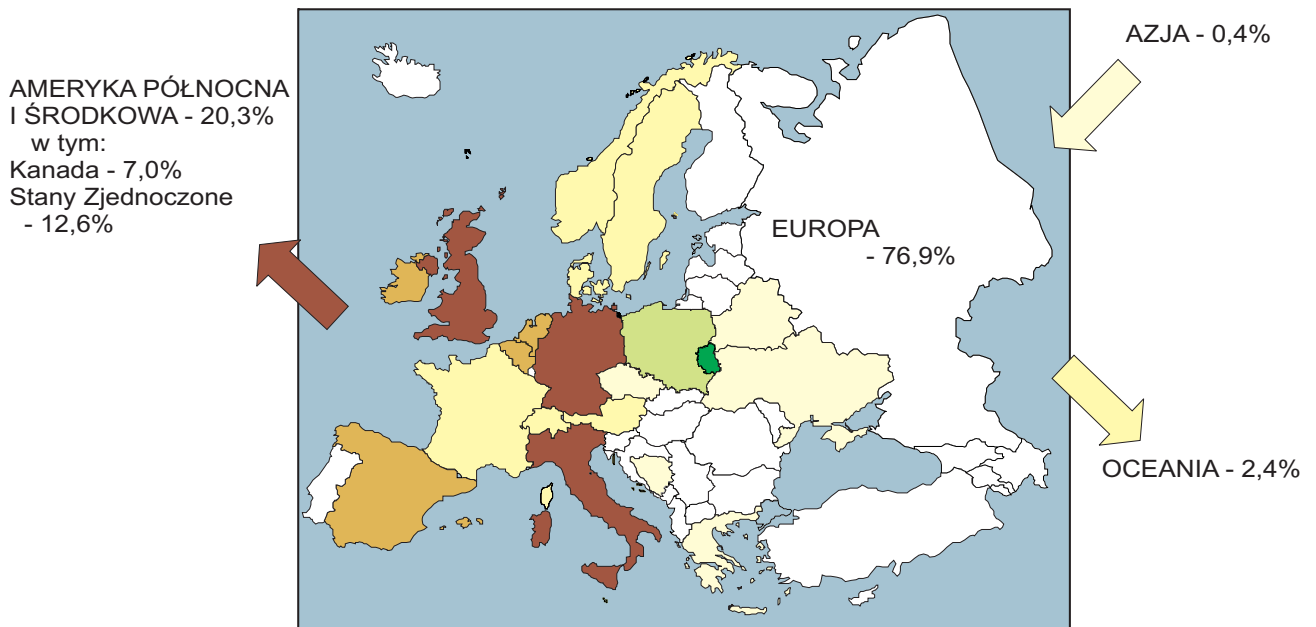 AMERYKA PÓŁNOCNA
I ŚRODKOWA - 20,3%
w tym:
Kanada - 7,0%
Stany Zjednoczone
- 12,6%
AZJA - 0,4%
EUROPA
- 76,9%
OCEANIA - 2,4%